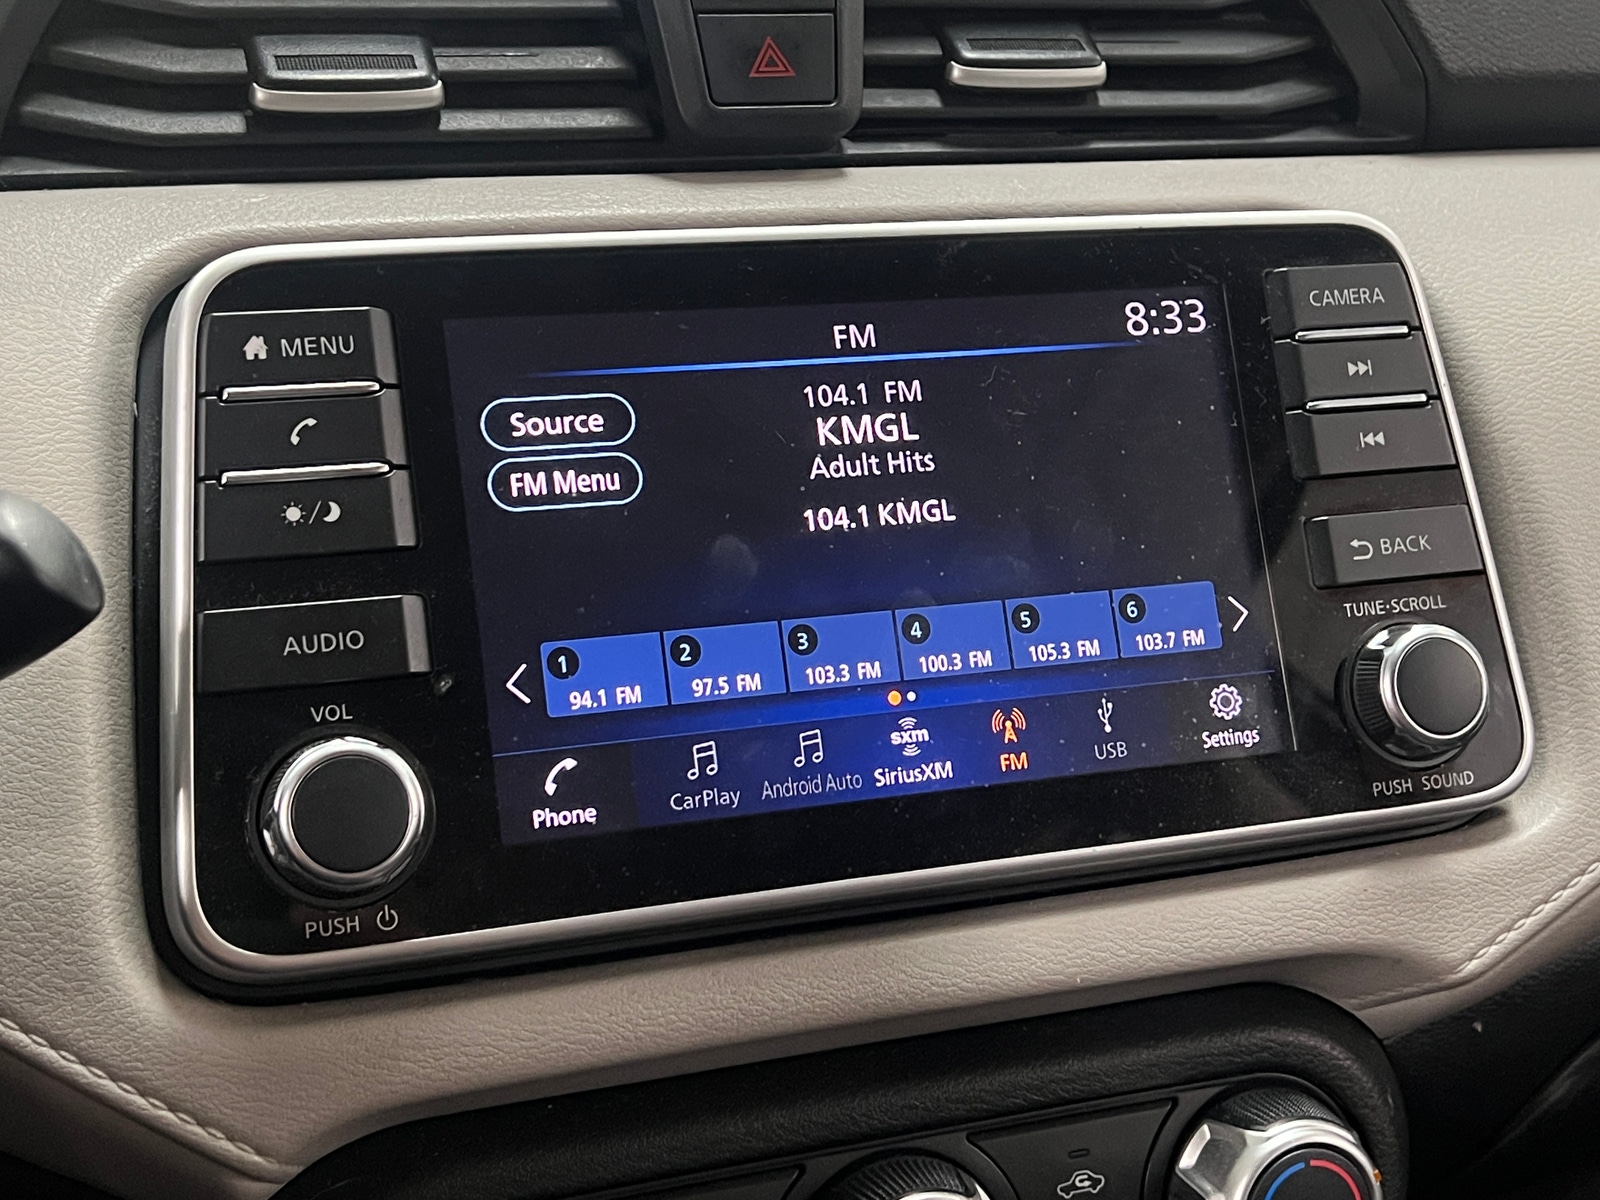 MENU
AUDIO
VOL
PUSH
FM
8:33
Source
FM Menu
104.1 FM
KMGL
Adult Hits
104.1 KMGL
1
94.1 FM
2
97.5 FM
3
103.3 FM
4
100.3 FM
5
105.3 FM
6
103.7 FM
Phone
CarPlay
Android Auto
sxm
SiriusXM
FM
USB
Settings
CAMERA
BACK
TUNE·SCROLL
PUSH SOUND